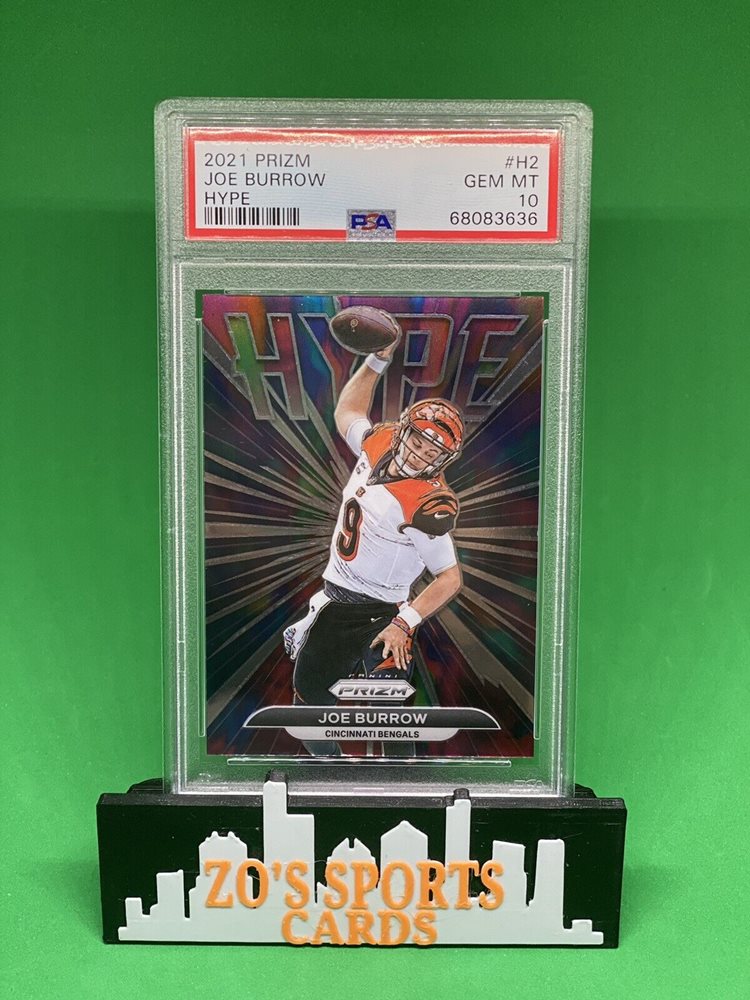 2021 PRIZM #H2
JOE BURROW GEM MT
HYPE 10
PSA 68083636
HYPE
9
PANINI
PRIZM
JOE BURROW
CINCINNATI BENGALS
ZO'S SPORTS
CARDS